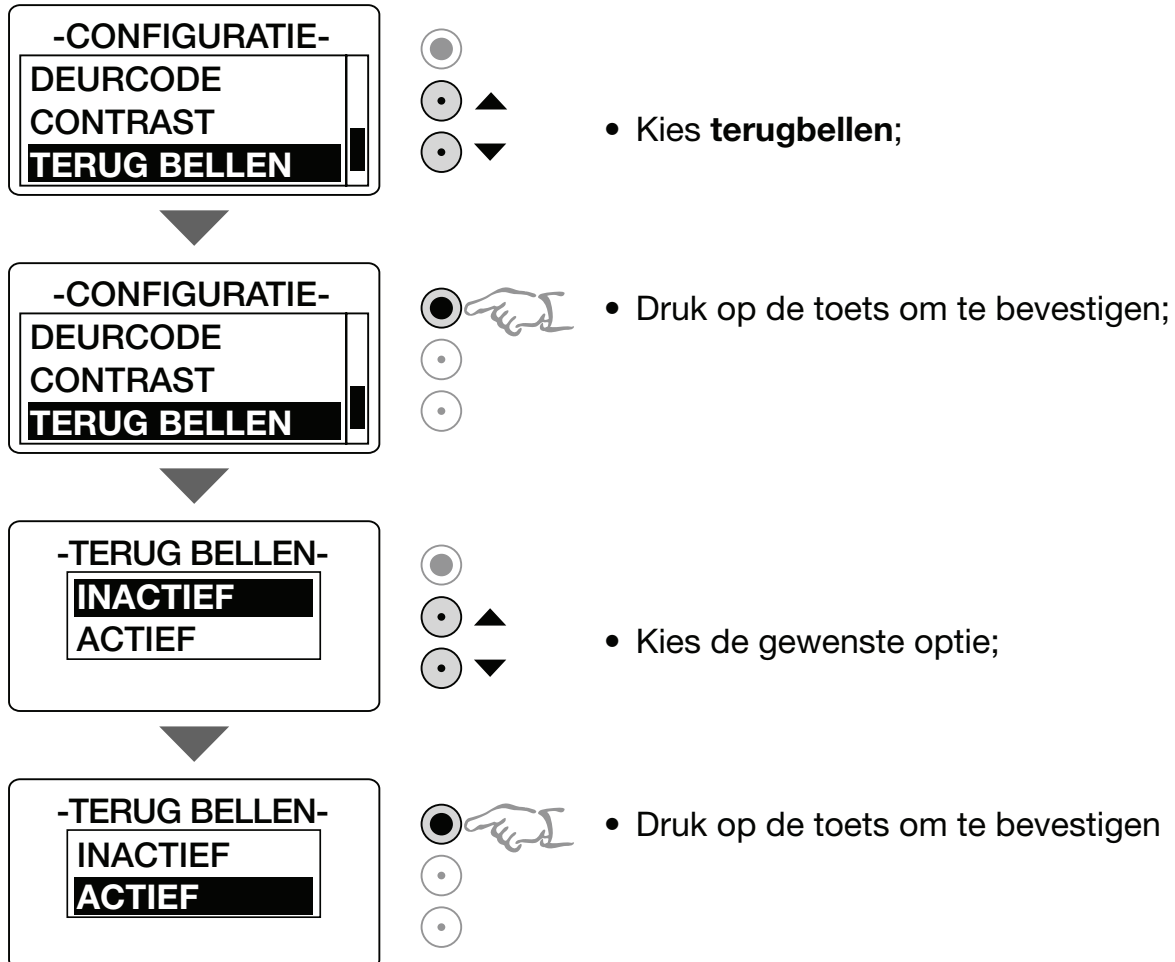 -CONFIGURATIE-
DEURCODE
CONTRAST
TERUG BELLEN
• Kies terugbellen;
-CONFIGURATIE-
DEURCODE
CONTRAST
TERUG BELLEN
• Druk op de toets om te bevestigen;
-TERUG BELLEN-
INACTIEF
ACTIEF
• Kies de gewenste optie;
-TERUG BELLEN-
INACTIEF
ACTIEF
• Druk op de toets om te bevestigen